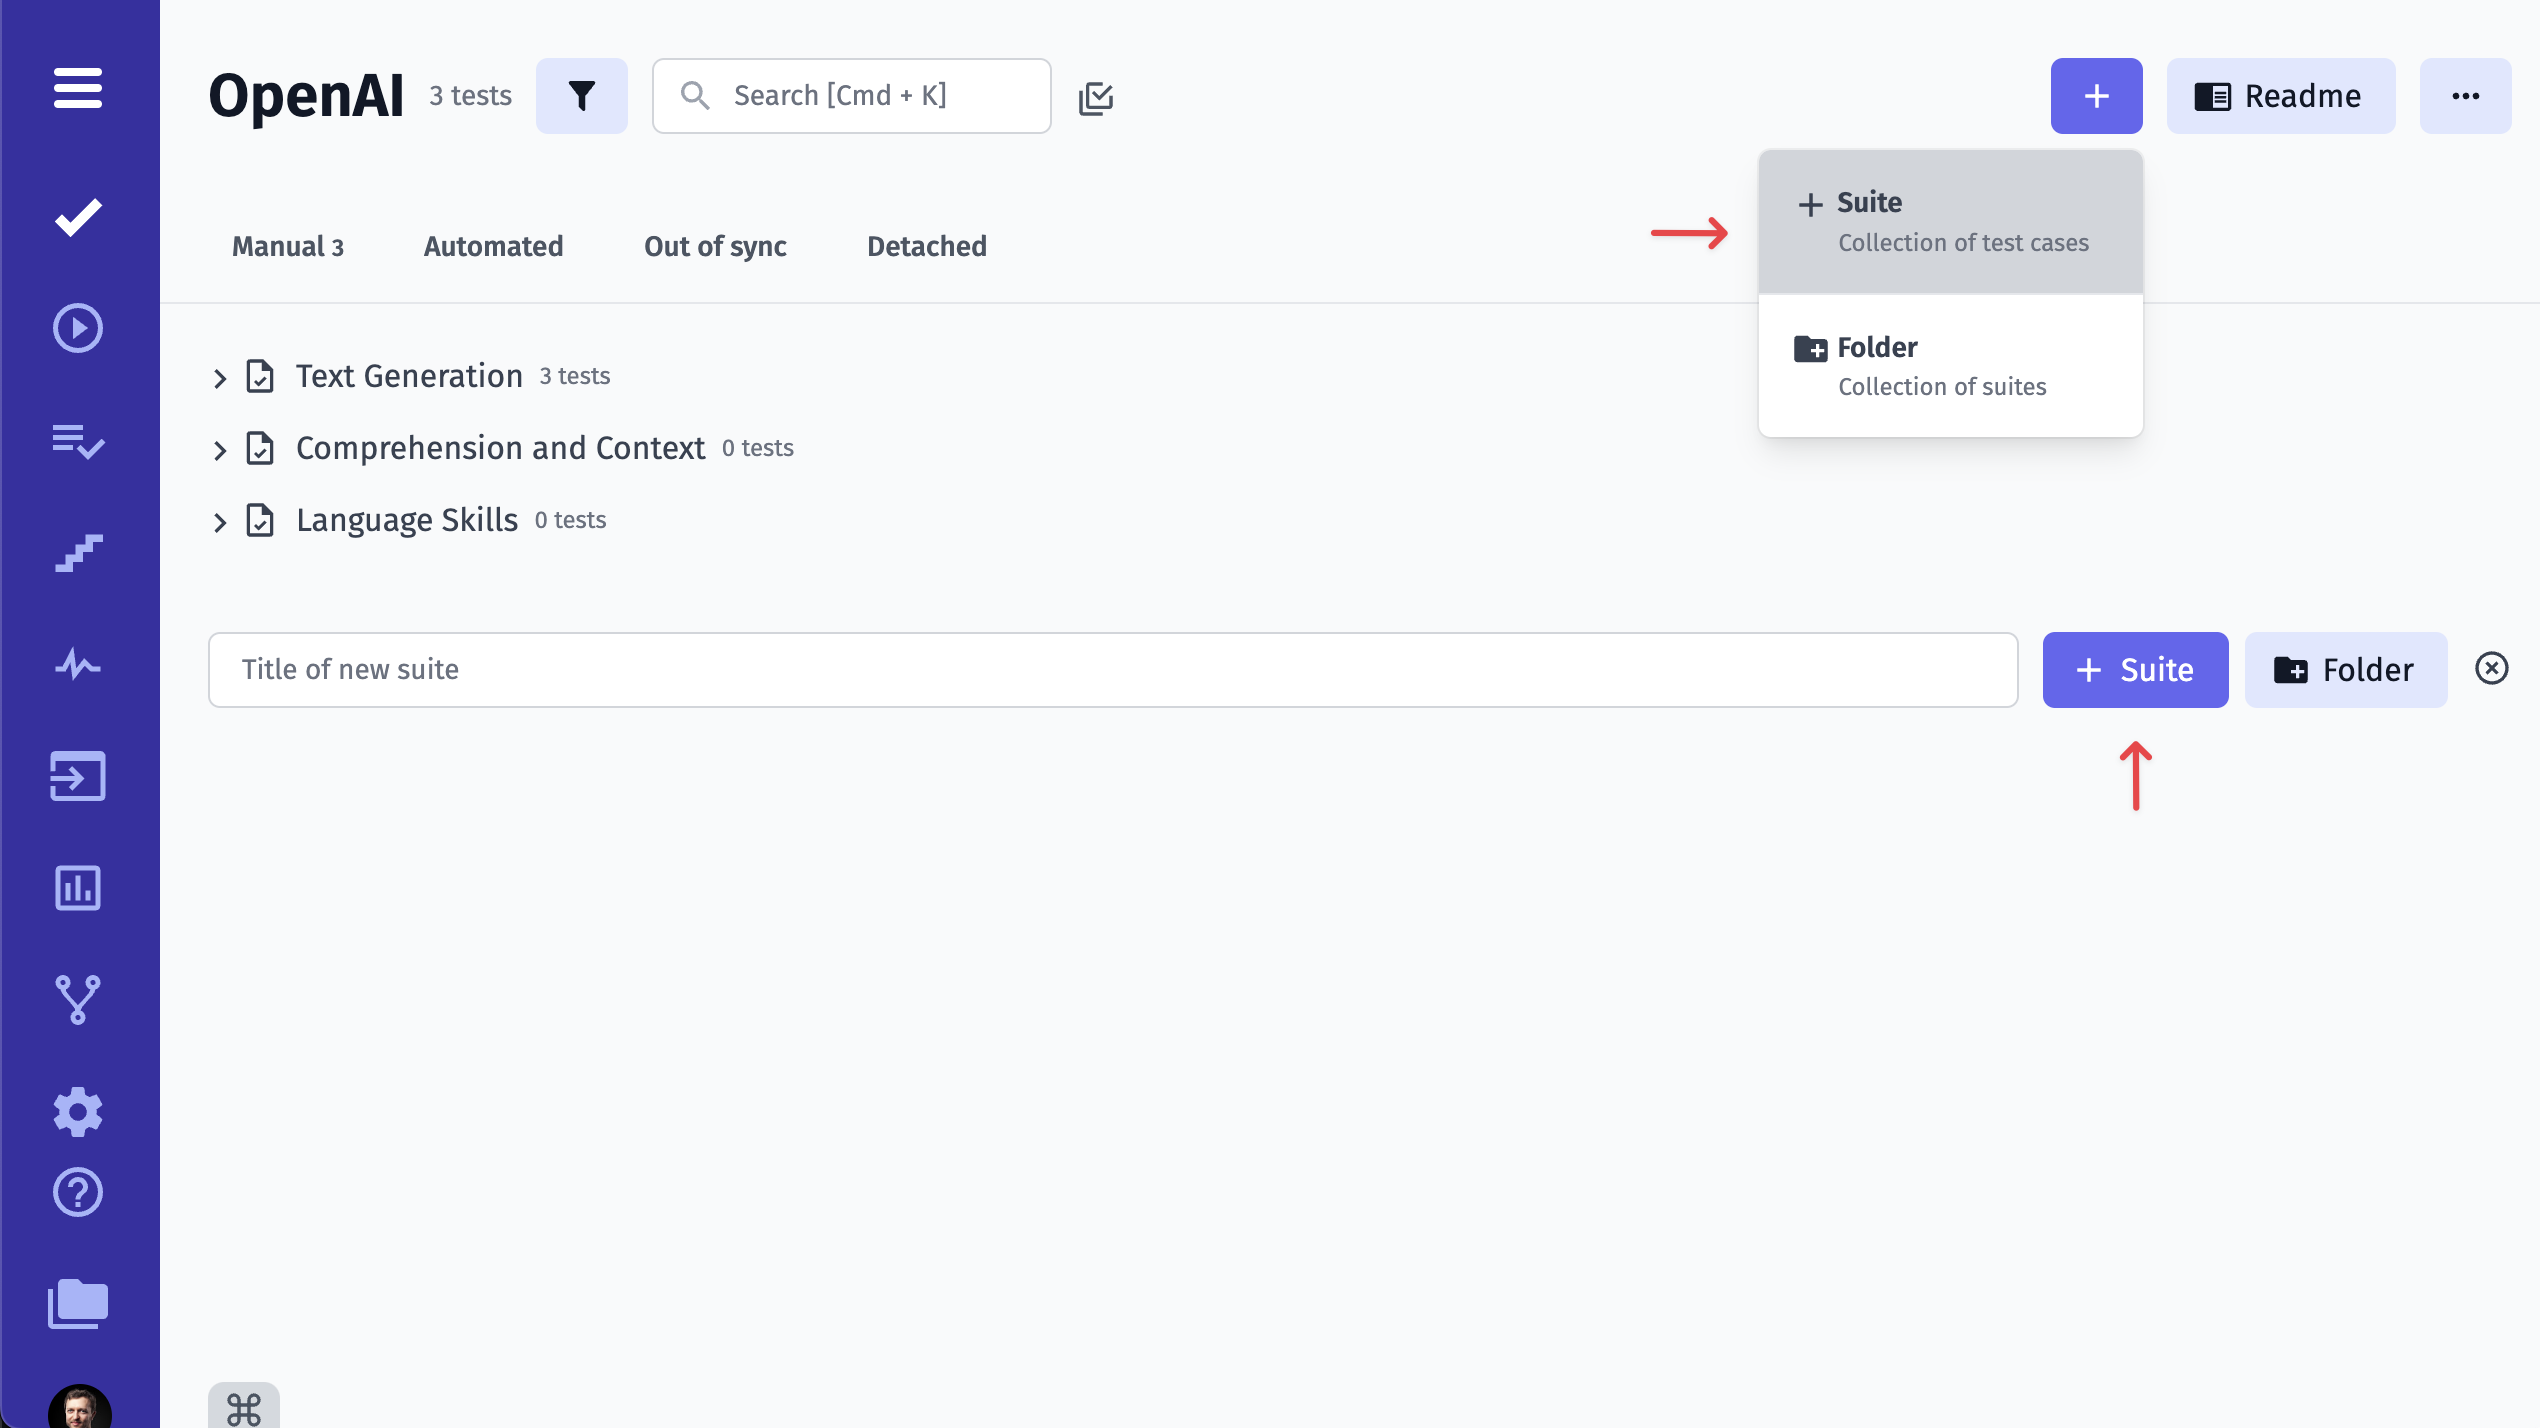 OpenAI 3 tests Search [Cmd + K] Readme
Suite
Collection of test cases
Manual 3 Automated Out of sync Detached
Folder
Collection of suites
Text Generation 3 tests
Comprehension and Context 0 tests
Language Skills 0 tests
Title of new suite Suite Folder